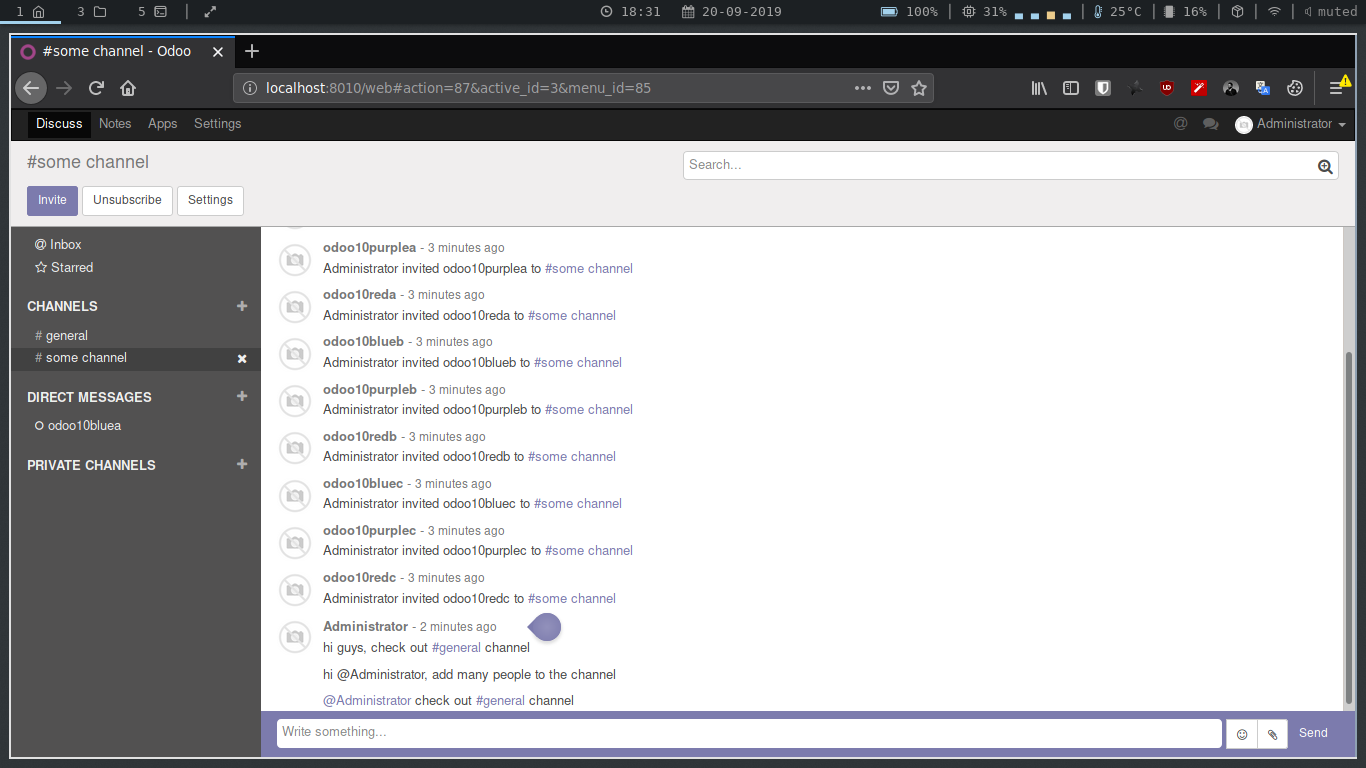 1 3 5 18:31 20-09-2019 100% 31% 25°C 16% muted
#some channel - Odoo
localhost:8010/web#action=87&active_id=3&menu_id=85
Discuss Notes Apps Settings @ Administrator
#some channel
Search...
Invite Unsubscribe Settings
@ Inbox
Starred
CHANNELS +
# general
# some channel
DIRECT MESSAGES +
odoo10bluea
PRIVATE CHANNELS +
odoo10purplea - 3 minutes ago
Administrator invited odoo10purplea to #some channel
odoo10reda - 3 minutes ago
Administrator invited odoo10reda to #some channel
odoo10blueb - 3 minutes ago
Administrator invited odoo10blueb to #some channel
odoo10purpleb - 3 minutes ago
Administrator invited odoo10purpleb to #some channel
odoo10redb - 3 minutes ago
Administrator invited odoo10redb to #some channel
odoo10bluec - 3 minutes ago
Administrator invited odoo10bluec to #some channel
odoo10purplec - 3 minutes ago
Administrator invited odoo10purplec to #some channel
odoo10redc - 3 minutes ago
Administrator invited odoo10redc to #some channel
Administrator - 2 minutes ago
hi guys, check out #general channel
hi @Administrator, add many people to the channel
@Administrator check out #general channel
Write something... Send